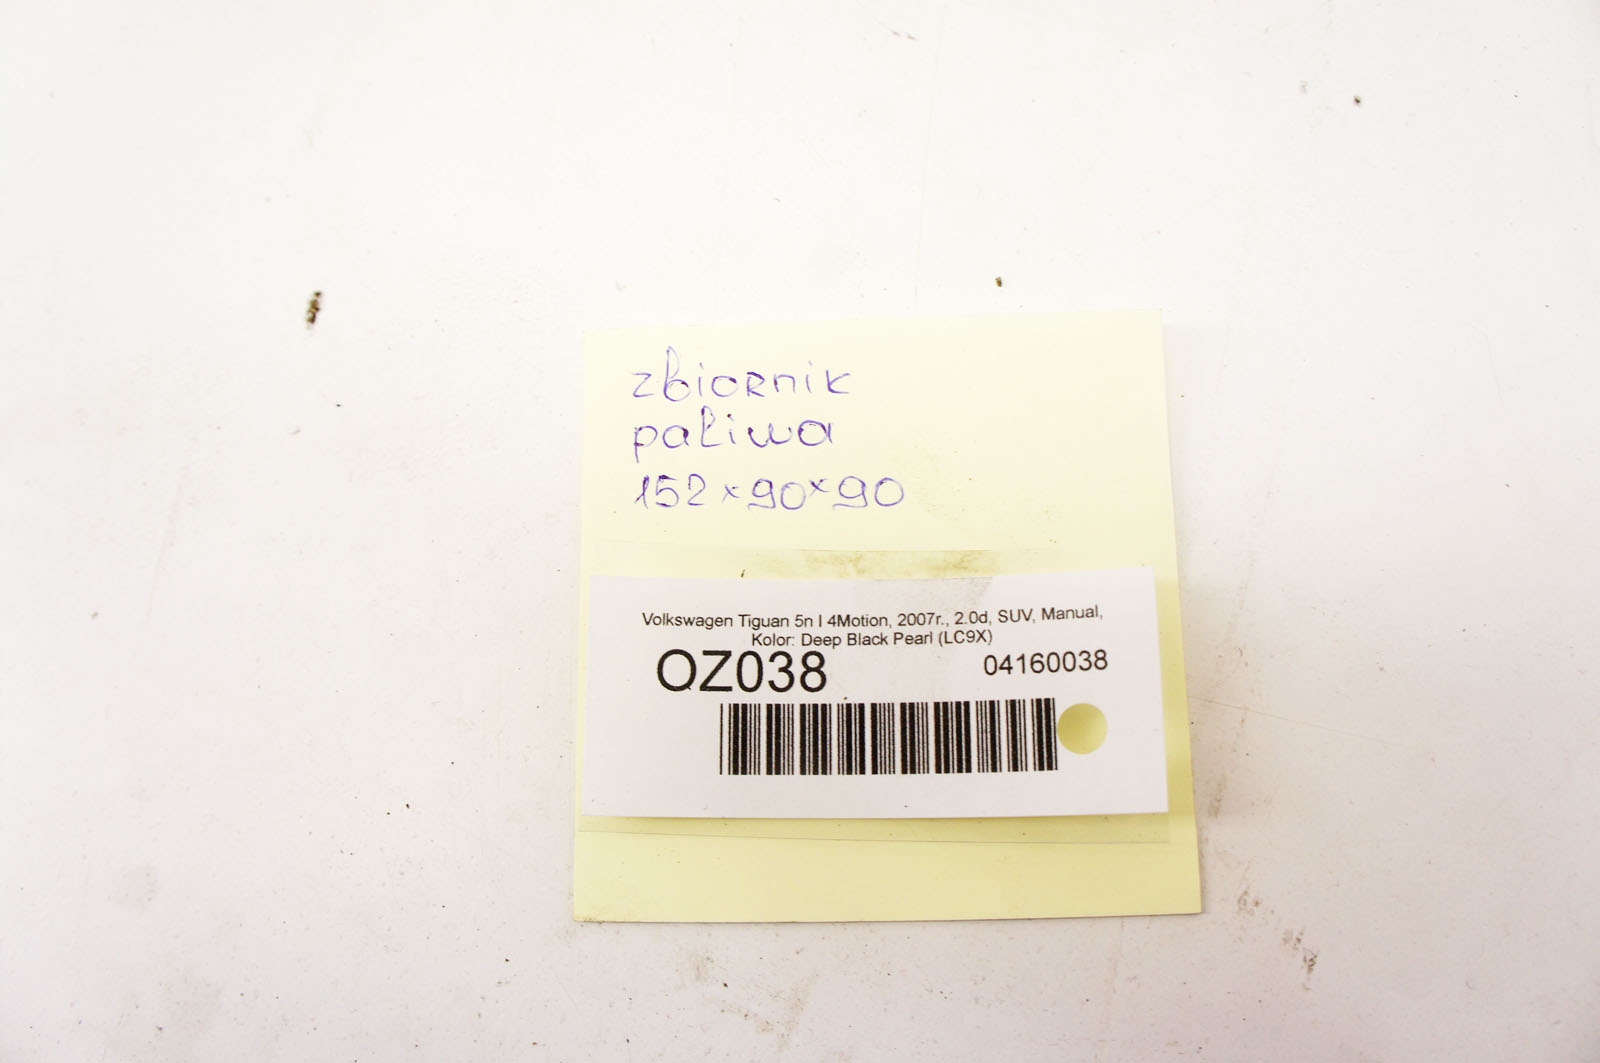 zbiornik
paliwa
152x90x90
Volkswagen Tiguan 5n I 4Motion, 2007r., 2.0d, SUV, Manual,
Kolor: Deep Black Pearl (LC9X)
OZ038
04160038